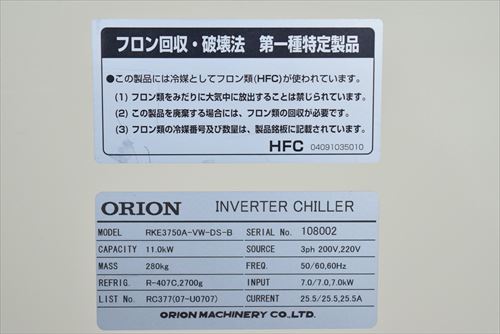 フロン回収・破壊法　第一種特定製品
●この製品には冷媒としてフロン類(HFC)が使われています。
(1) フロン類をみだりに大気中に放出することは禁じられています。
(2) この製品を廃棄する場合には、フロン類の回収が必要です。
(3) フロン類の冷媒番号及び数量は、製品銘板に記載されています。
HFC 04091035010
ORION INVERTER CHILLER
MODEL RKE3750A-VW-DS-B SERIAL No. 108002
CAPACITY 11.0kW SOURCE 3ph 200V,220V
MASS 280kg FREQ. 50/60,60Hz
REFRIG. R-407C,2700g INPUT 7.0/7.0,7.0kW
LIST No. RC377(07-U0707) CURRENT 25.5/25.5,25.5A
ORION MACHINERY CO.,LTD.